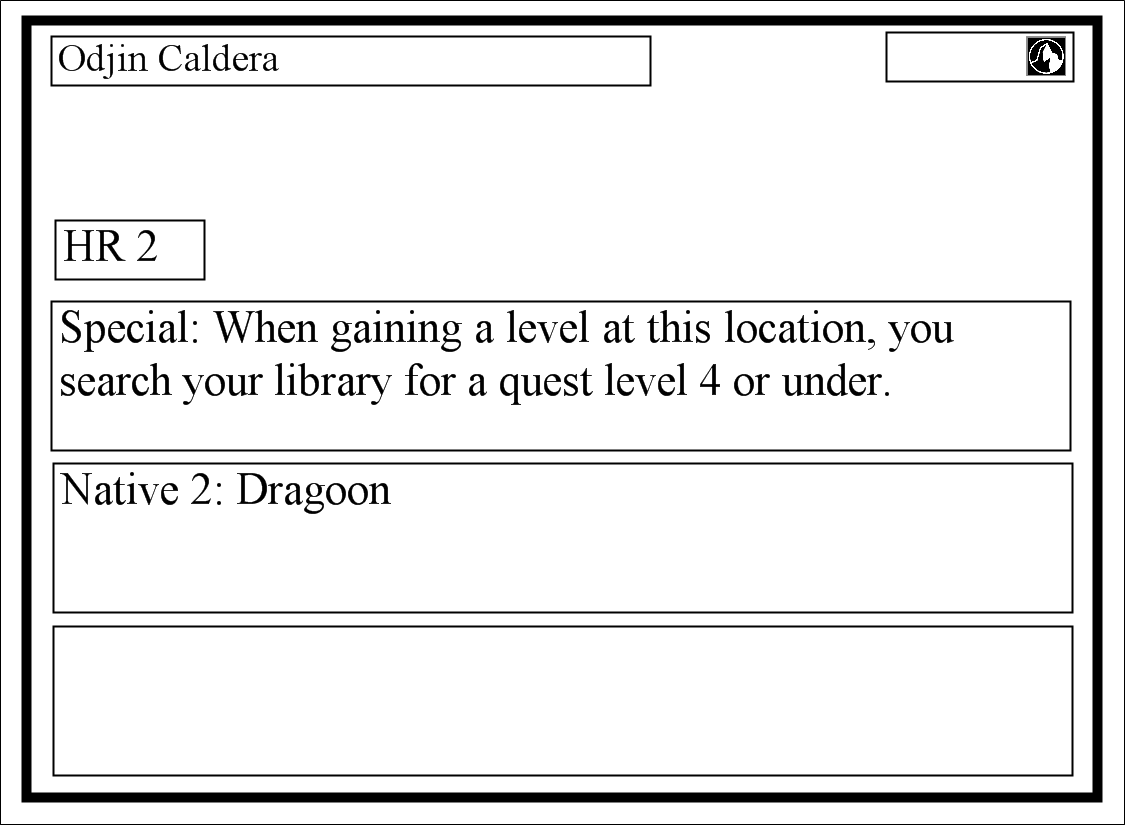 Odjin Caldera
HR 2
Special: When gaining a level at this location, you
search your library for a quest level 4 or under.
Native 2: Dragoon